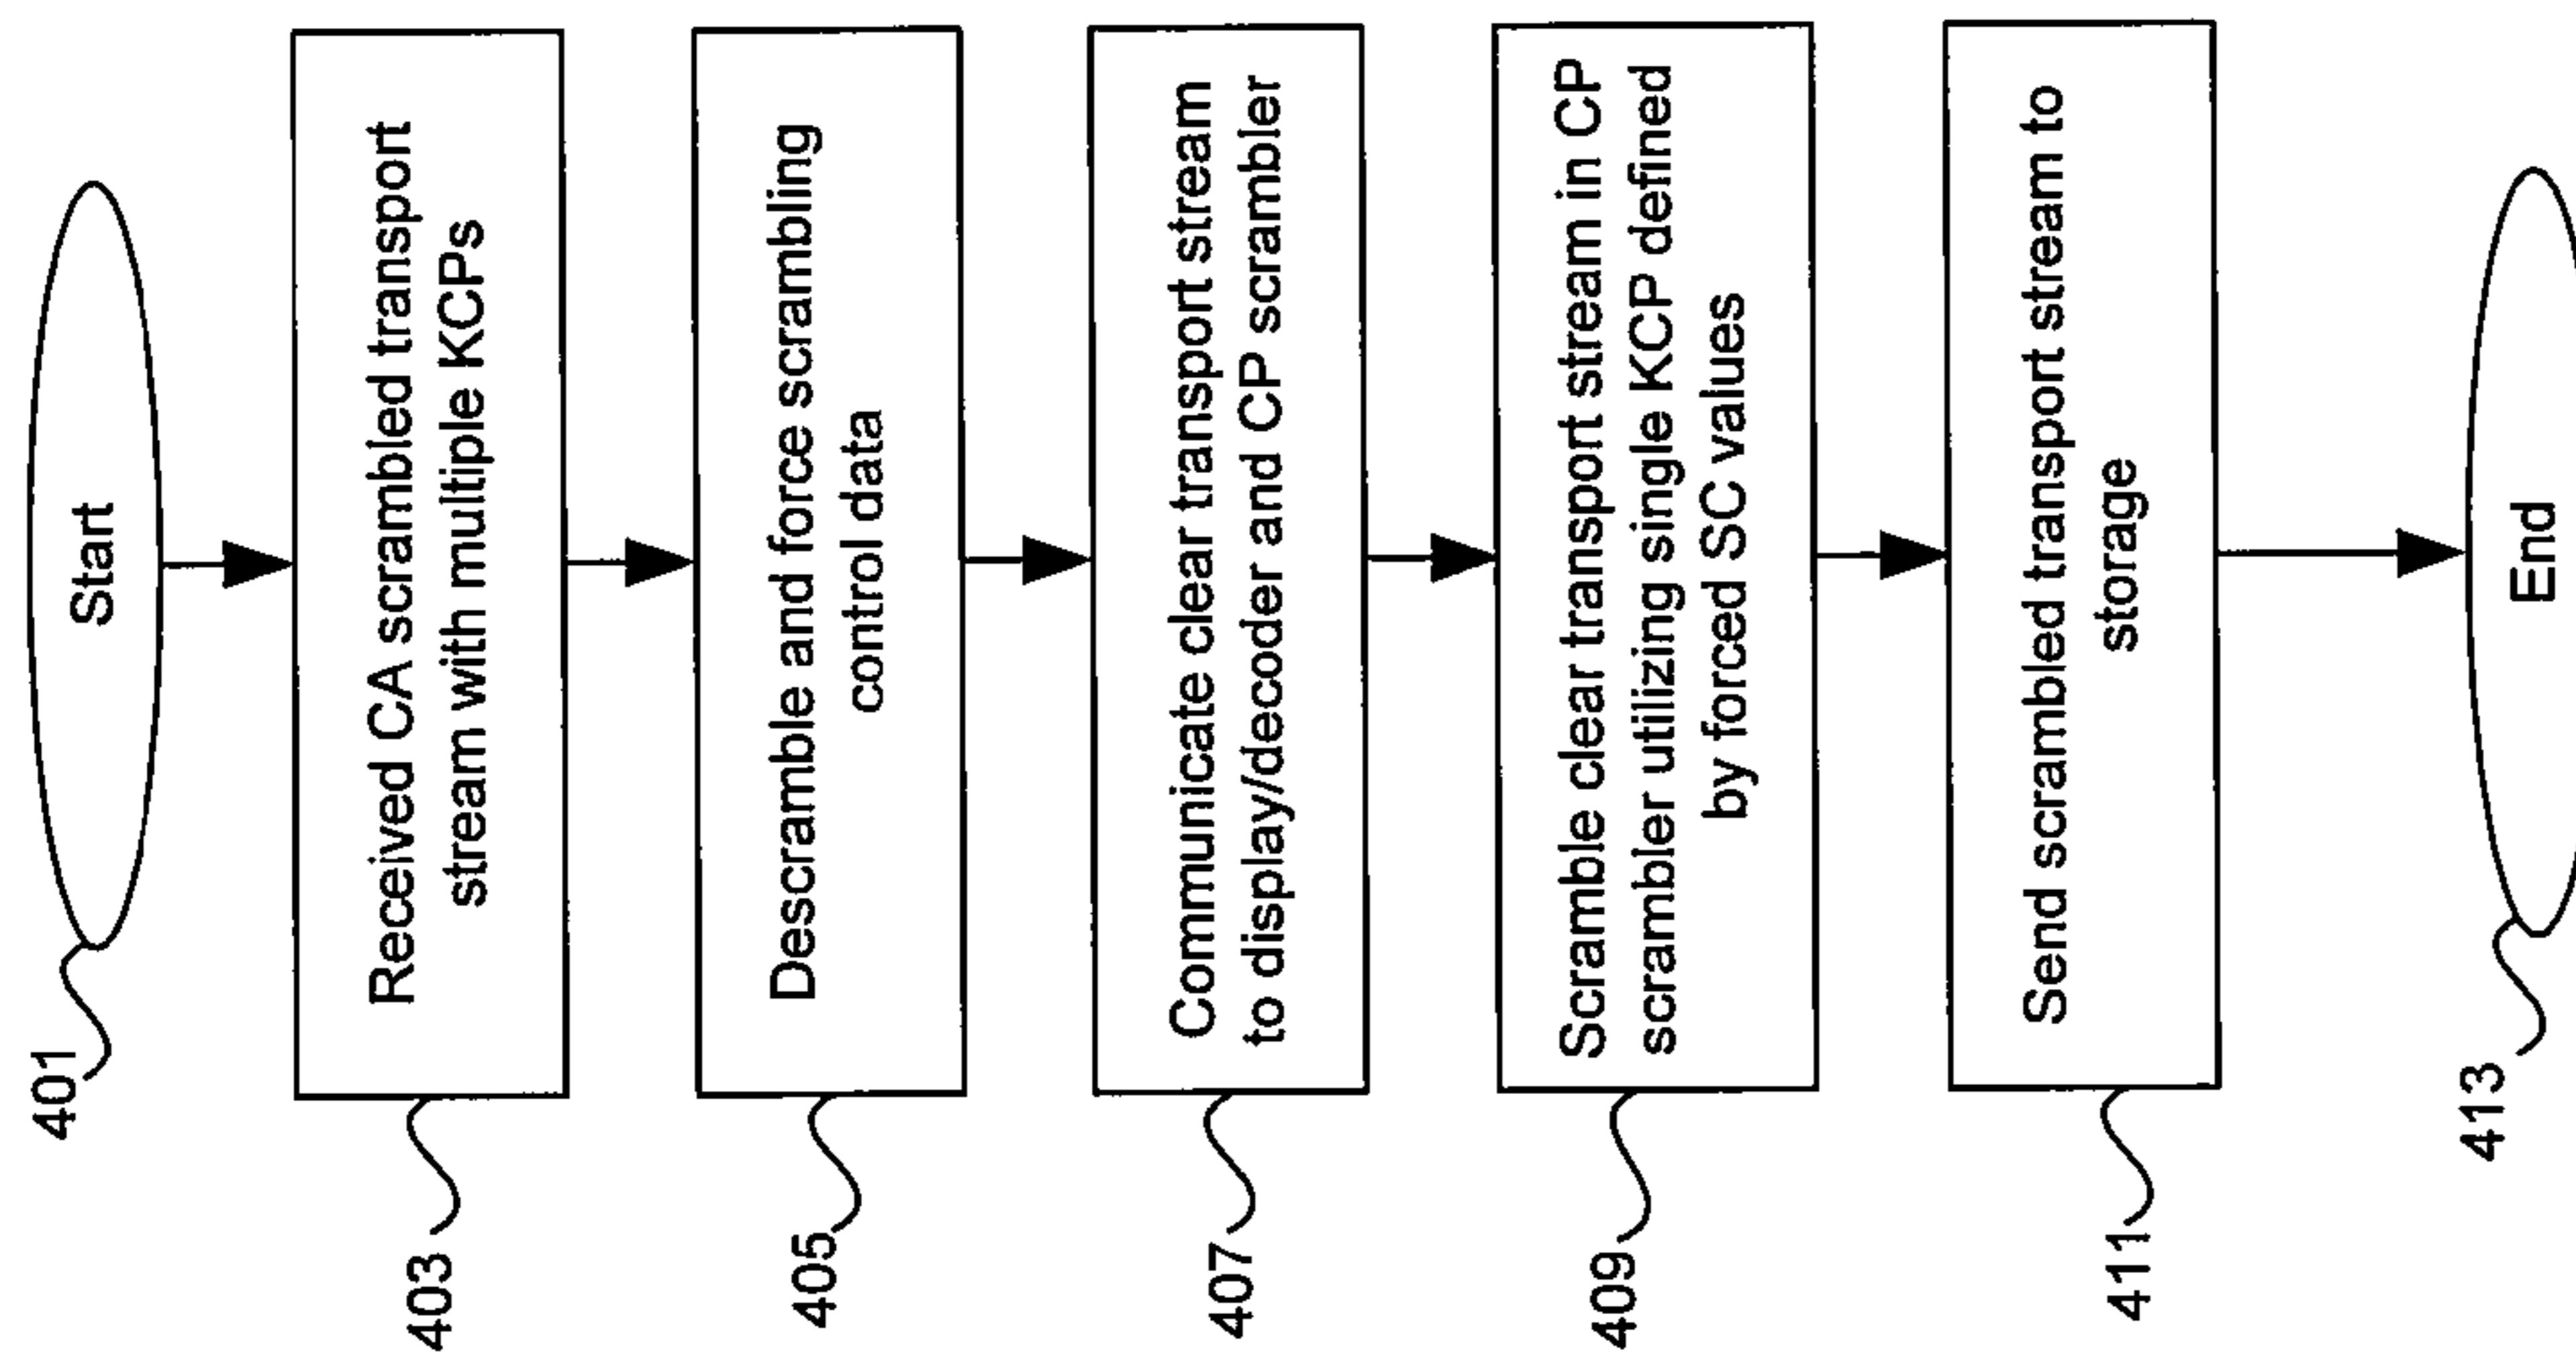 401
Start
403
Received CA scrambled transport
stream with multiple KCPs
405
Descramble and force scrambling
control data
407
Communicate clear transport stream
to display/decoder and CP scrambler
409
Scramble clear transport stream in CP
scrambler utilizing single KCP defined
by forced SC values
411
Send scrambled transport stream to
storage
413
End